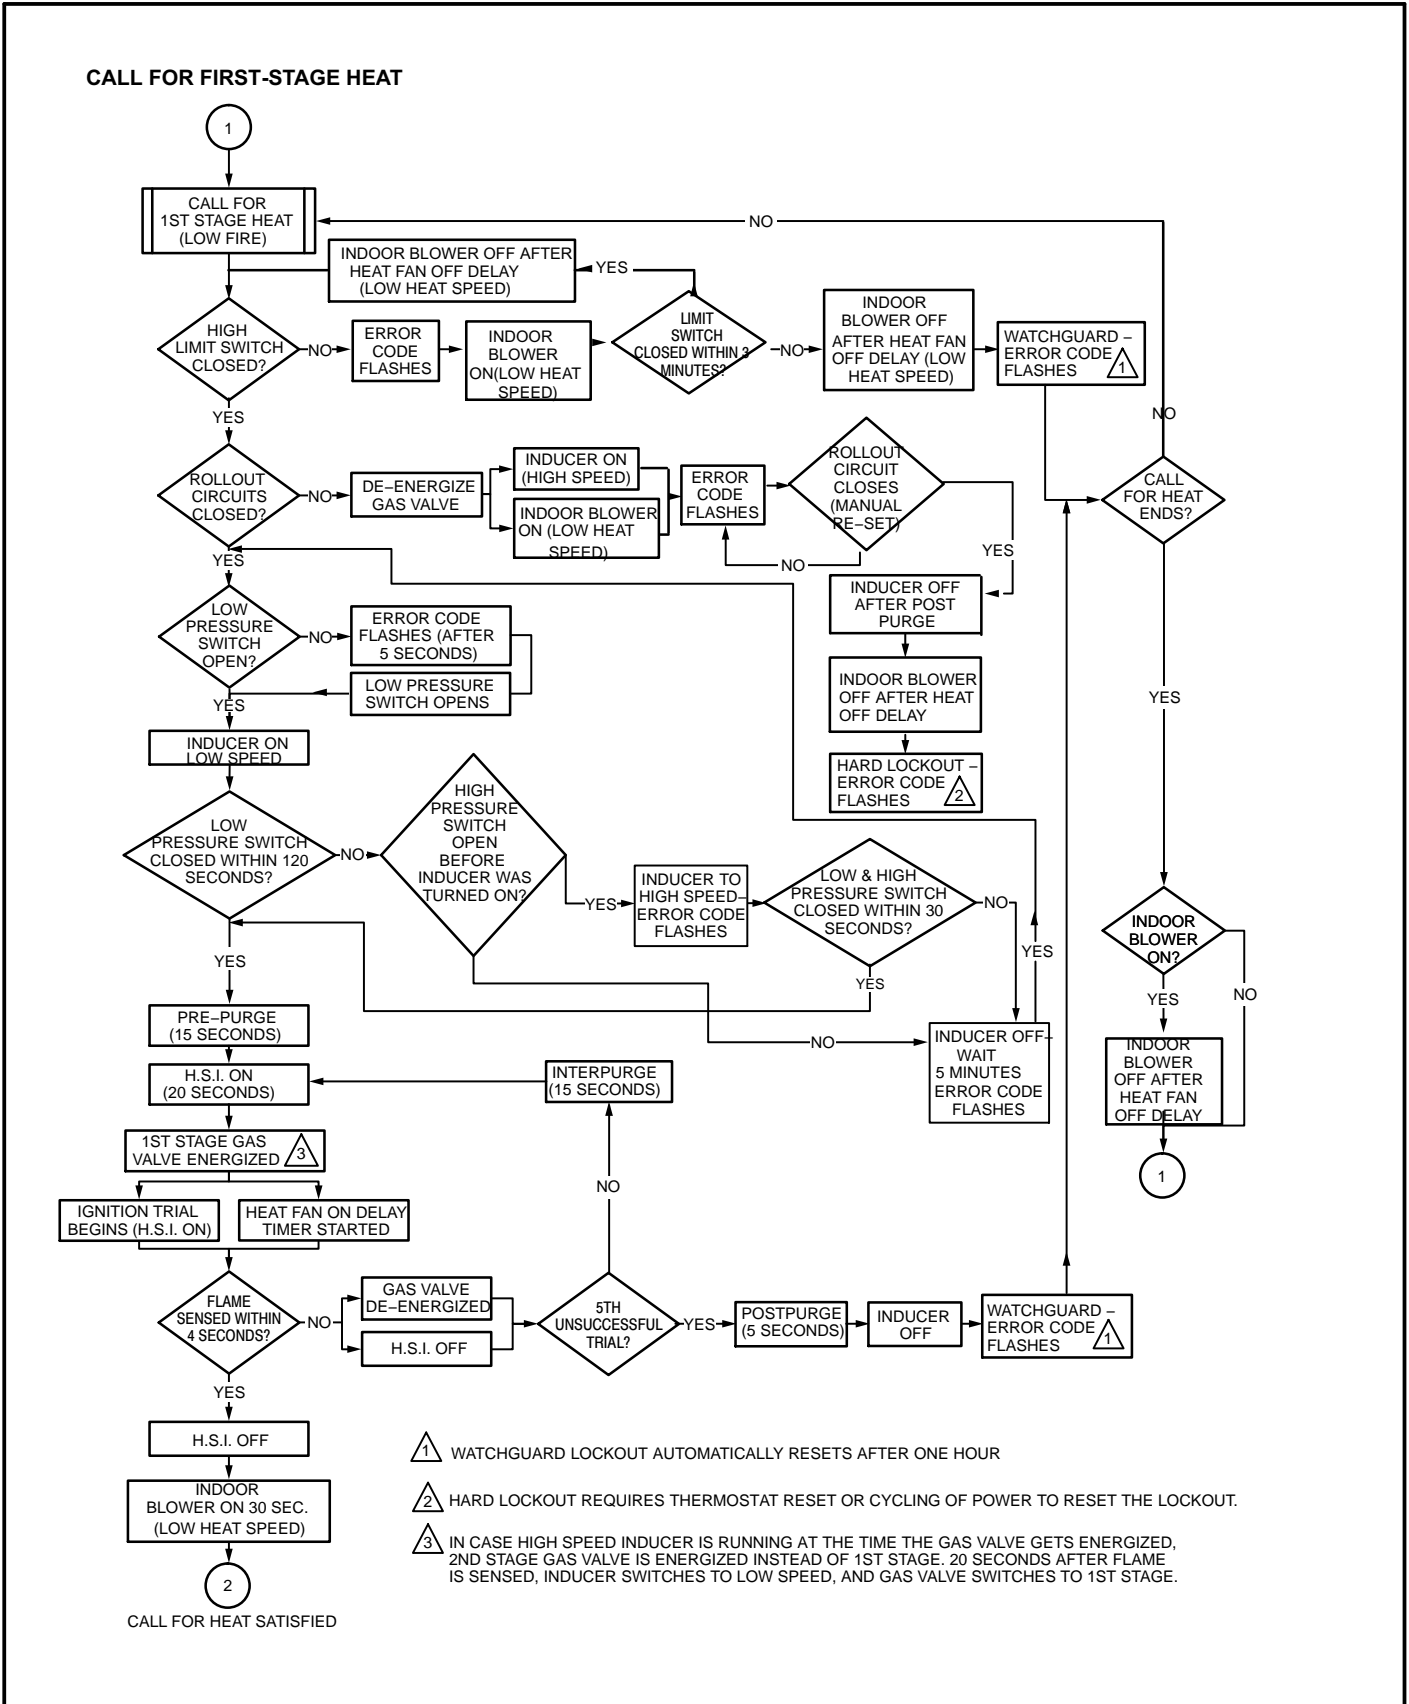 CALL FOR FIRST-STAGE HEAT
1
CALL FOR
1ST STAGE HEAT
(LOW FIRE)
NO
INDOOR BLOWER OFF AFTER
HEAT FAN OFF DELAY
(LOW HEAT SPEED)
YES
HIGH
LIMIT SWITCH
CLOSED?
NO
ERROR
CODE
FLASHES
INDOOR
BLOWER
ON(LOW HEAT
SPEED)
LIMIT
SWITCH
CLOSED WITHIN 3
MINUTES?
NO
INDOOR
BLOWER OFF
AFTER HEAT FAN
OFF DELAY (LOW
HEAT SPEED)
WATCHGUARD –
ERROR CODE
FLASHES
1
NO
YES
ROLLOUT
CIRCUITS
CLOSED?
NO
DE–ENERGIZE
GAS VALVE
INDUCER ON
(HIGH SPEED)
INDOOR BLOWER
ON (LOW HEAT
SPEED)
ERROR
CODE
FLASHES
ROLLOUT
CIRCUIT
CLOSES
(MANUAL
RE–SET)
NO
YES
CALL
FOR HEAT
ENDS?
YES
LOW
PRESSURE
SWITCH
OPEN?
NO
ERROR CODE
FLASHES (AFTER
5 SECONDS)
LOW PRESSURE
SWITCH OPENS
INDUCER OFF
AFTER POST
PURGE
INDOOR BLOWER
OFF AFTER HEAT
OFF DELAY
HARD LOCKOUT –
ERROR CODE
FLASHES
2
YES
YES
INDUCER ON
LOW SPEED
LOW
PRESSURE SWITCH
CLOSED WITHIN 120
SECONDS?
NO
HIGH
PRESSURE
SWITCH
OPEN
BEFORE
INDUCER WAS
TURNED ON?
YES
INDUCER TO
HIGH SPEED–
ERROR CODE
FLASHES
LOW & HIGH
PRESSURE SWITCH
CLOSED WITHIN 30
SECONDS?
NO
YES
YES
INDOOR
BLOWER
ON?
YES
NO
YES
PRE–PURGE
(15 SECONDS)
NO
INDUCER OFF–
WAIT
5 MINUTES
ERROR CODE
FLASHES
INDOOR
BLOWER
OFF AFTER
HEAT FAN
OFF DELAY
1
H.S.I. ON
(20 SECONDS)
INTERPURGE
(15 SECONDS)
1ST STAGE GAS
VALVE ENERGIZED
3
NO
IGNITION TRIAL
BEGINS (H.S.I. ON)
HEAT FAN ON DELAY
TIMER STARTED
FLAME
SENSED WITHIN
4 SECONDS?
NO
GAS VALVE
DE–ENERGIZED
H.S.I. OFF
5TH
UNSUCCESSFUL
TRIAL?
YES
POSTPURGE
(5 SECONDS)
INDUCER
OFF
WATCHGUARD –
ERROR CODE
FLASHES
1
YES
H.S.I. OFF
INDOOR
BLOWER ON 30 SEC.
(LOW HEAT SPEED)
2
CALL FOR HEAT SATISFIED
1 WATCHGUARD LOCKOUT AUTOMATICALLY RESETS AFTER ONE HOUR
2 HARD LOCKOUT REQUIRES THERMOSTAT RESET OR CYCLING OF POWER TO RESET THE LOCKOUT.
3 IN CASE HIGH SPEED INDUCER IS RUNNING AT THE TIME THE GAS VALVE GETS ENERGIZED,
2ND STAGE GAS VALVE IS ENERGIZED INSTEAD OF 1ST STAGE. 20 SECONDS AFTER FLAME
IS SENSED, INDUCER SWITCHES TO LOW SPEED, AND GAS VALVE SWITCHES TO 1ST STAGE.